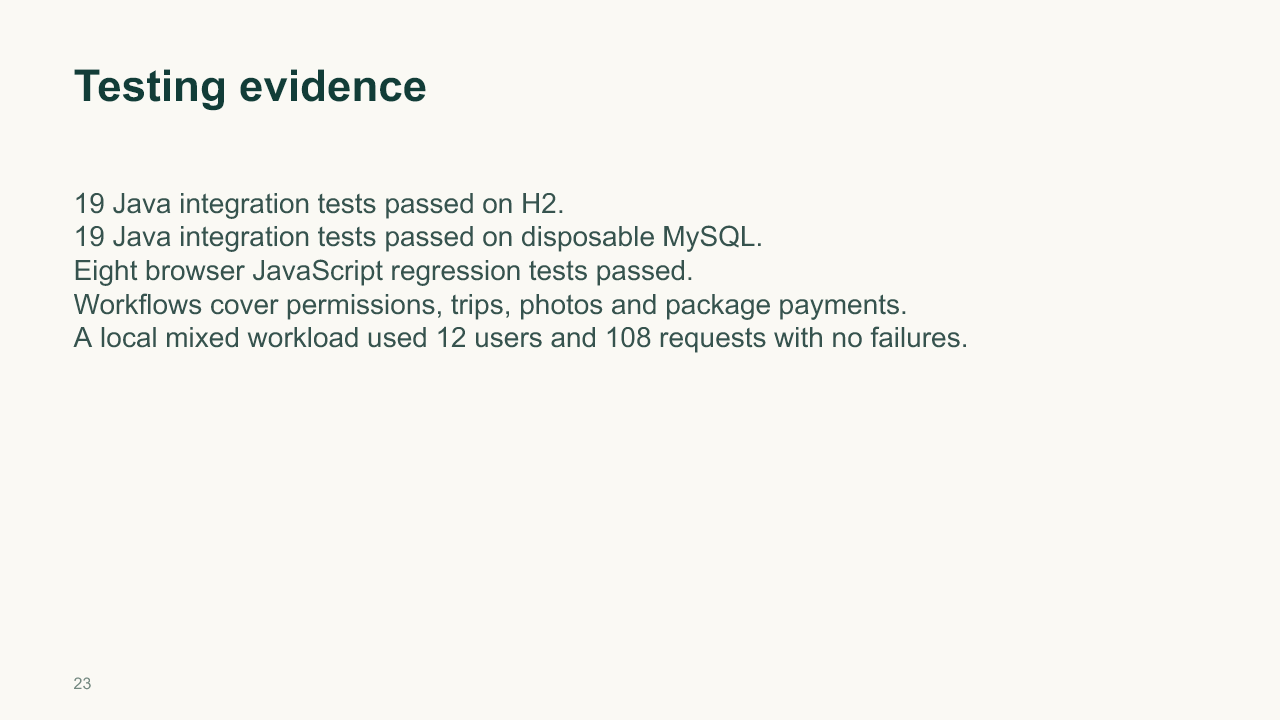 Testing evidence
19 Java integration tests passed on H2.
19 Java integration tests passed on disposable MySQL.
Eight browser JavaScript regression tests passed.
Workflows cover permissions, trips, photos and package payments.
A local mixed workload used 12 users and 108 requests with no failures.
23